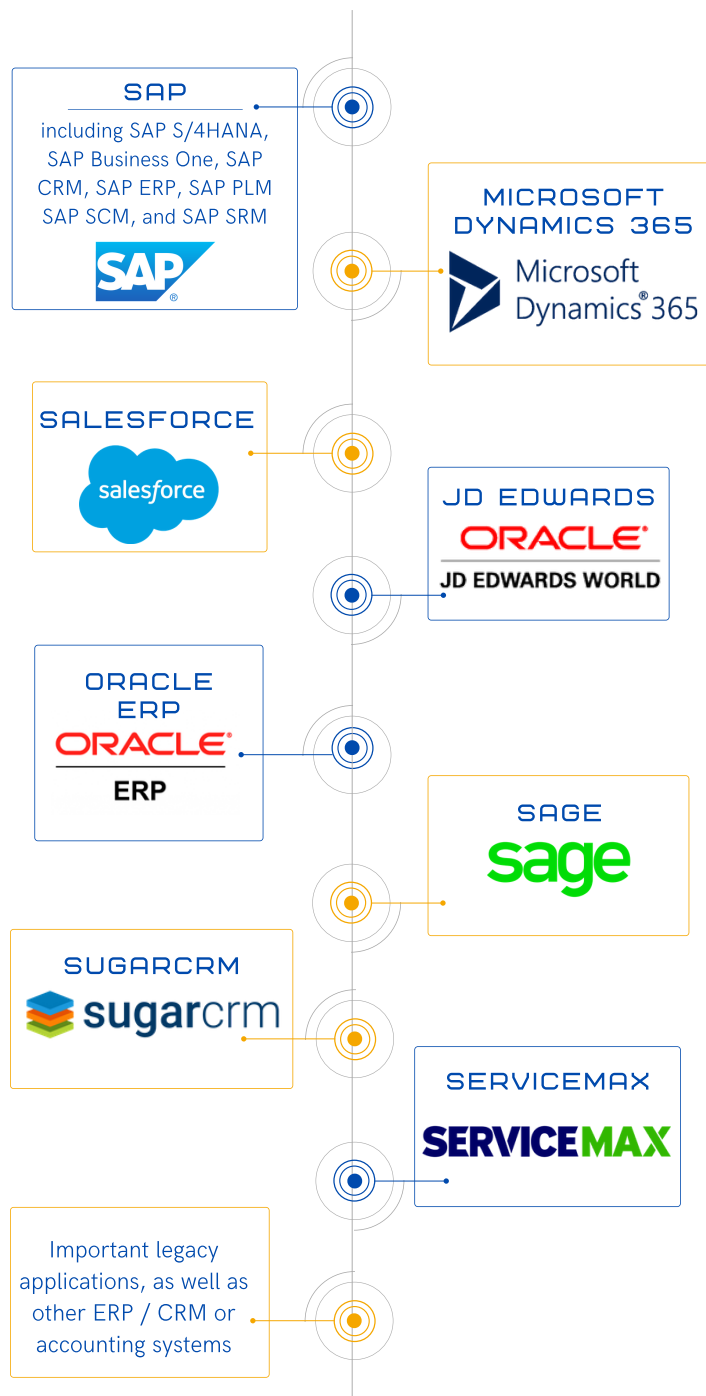 SAP
including SAP S/4HANA,
SAP Business One, SAP
CRM, SAP ERP, SAP PLM
SAP SCM, and SAP SRM
SAP®
MICROSOFT
DYNAMICS 365
Microsoft
Dynamics® 365
SALESFORCE
salesforce
JD EDWARDS
ORACLE®
JD EDWARDS WORLD
ORACLE
ERP
ORACLE®
ERP
SAGE
sage
SUGARCRM
sugarcrm
SERVICEMAX
SERVICEMAX
Important legacy
applications, as well as
other ERP / CRM or
accounting systems